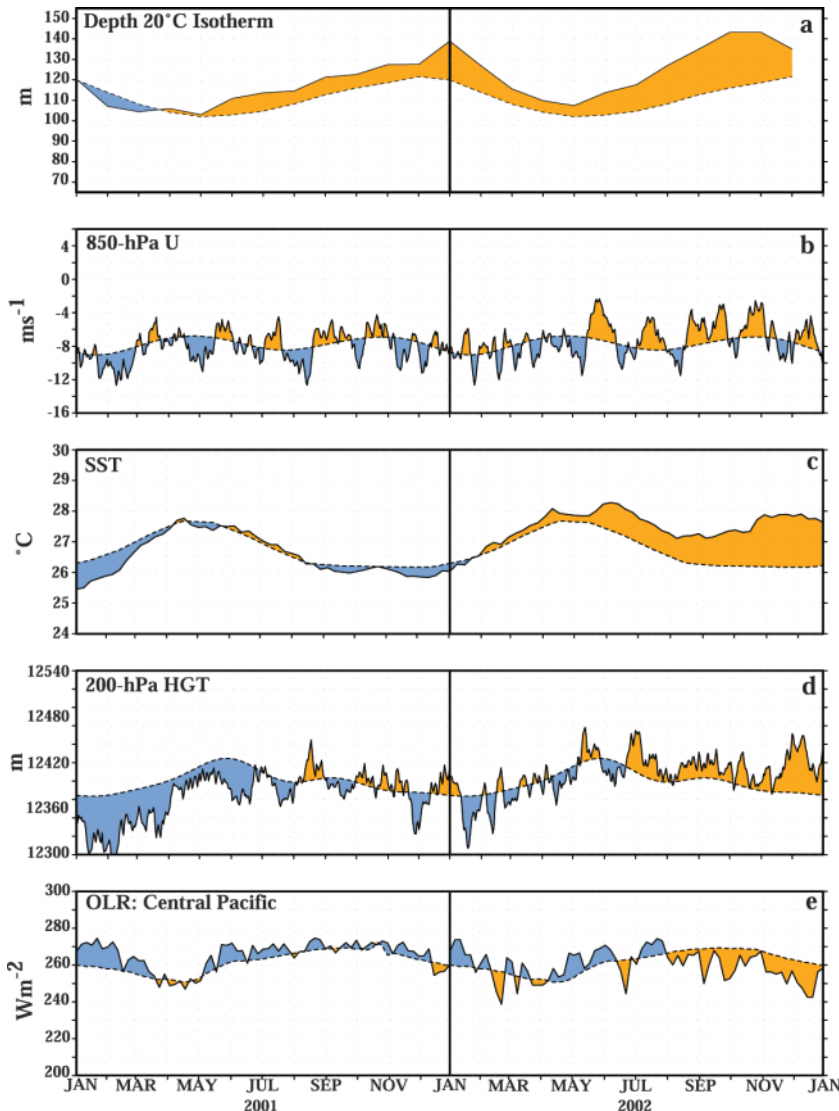 Depth 20˚C Isotherm
a
m
150
140
130
120
110
100
90
80
70
850-hPa U
b
ms-1
4
0
-4
-8
-12
-16
SST
c
˚C
30
29
28
27
26
25
24
200-hPa HGT
d
m
12540
12480
12420
12360
12300
OLR: Central Pacific
e
Wm-2
300
280
260
240
220
200
JAN MAR MAY JUL SEP NOV JAN MAR MAY JUL SEP NOV JAN
2001 2002